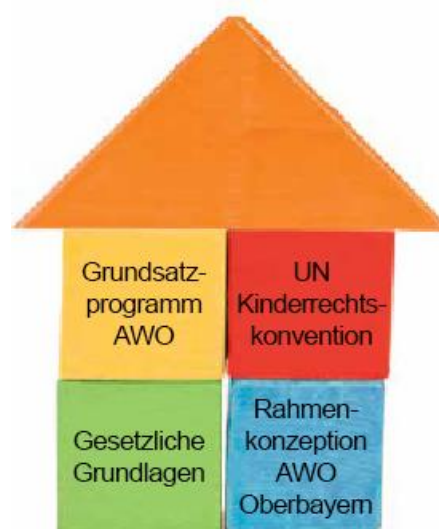 Grundsatz-
programm
AWO
UN
Kinderrechts-
konvention
Gesetzliche
Grundlagen
Rahmen-
konzeption
AWO
Oberbayern